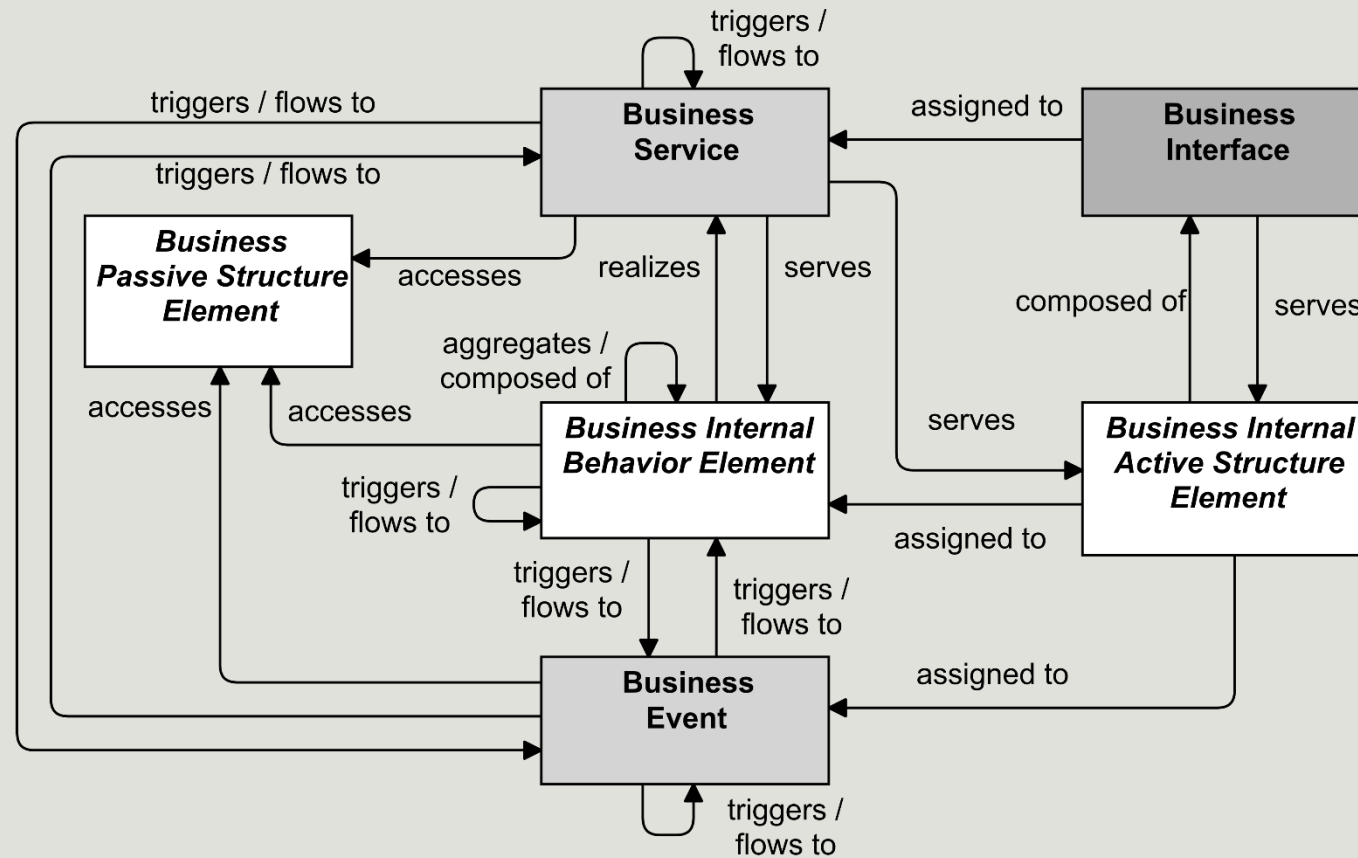 triggers /
flows to
triggers / flows to
Business
Service
assigned to
Business
Interface
triggers / flows to
Business
Passive Structure
Element
accesses
realizes
serves
composed of
serves
aggregates /
composed of
accesses
accesses
Business Internal
Behavior Element
serves
Business Internal
Active Structure
Element
triggers /
flows to
assigned to
triggers /
flows to
triggers /
flows to
Business
Event
assigned to
triggers /
flows to